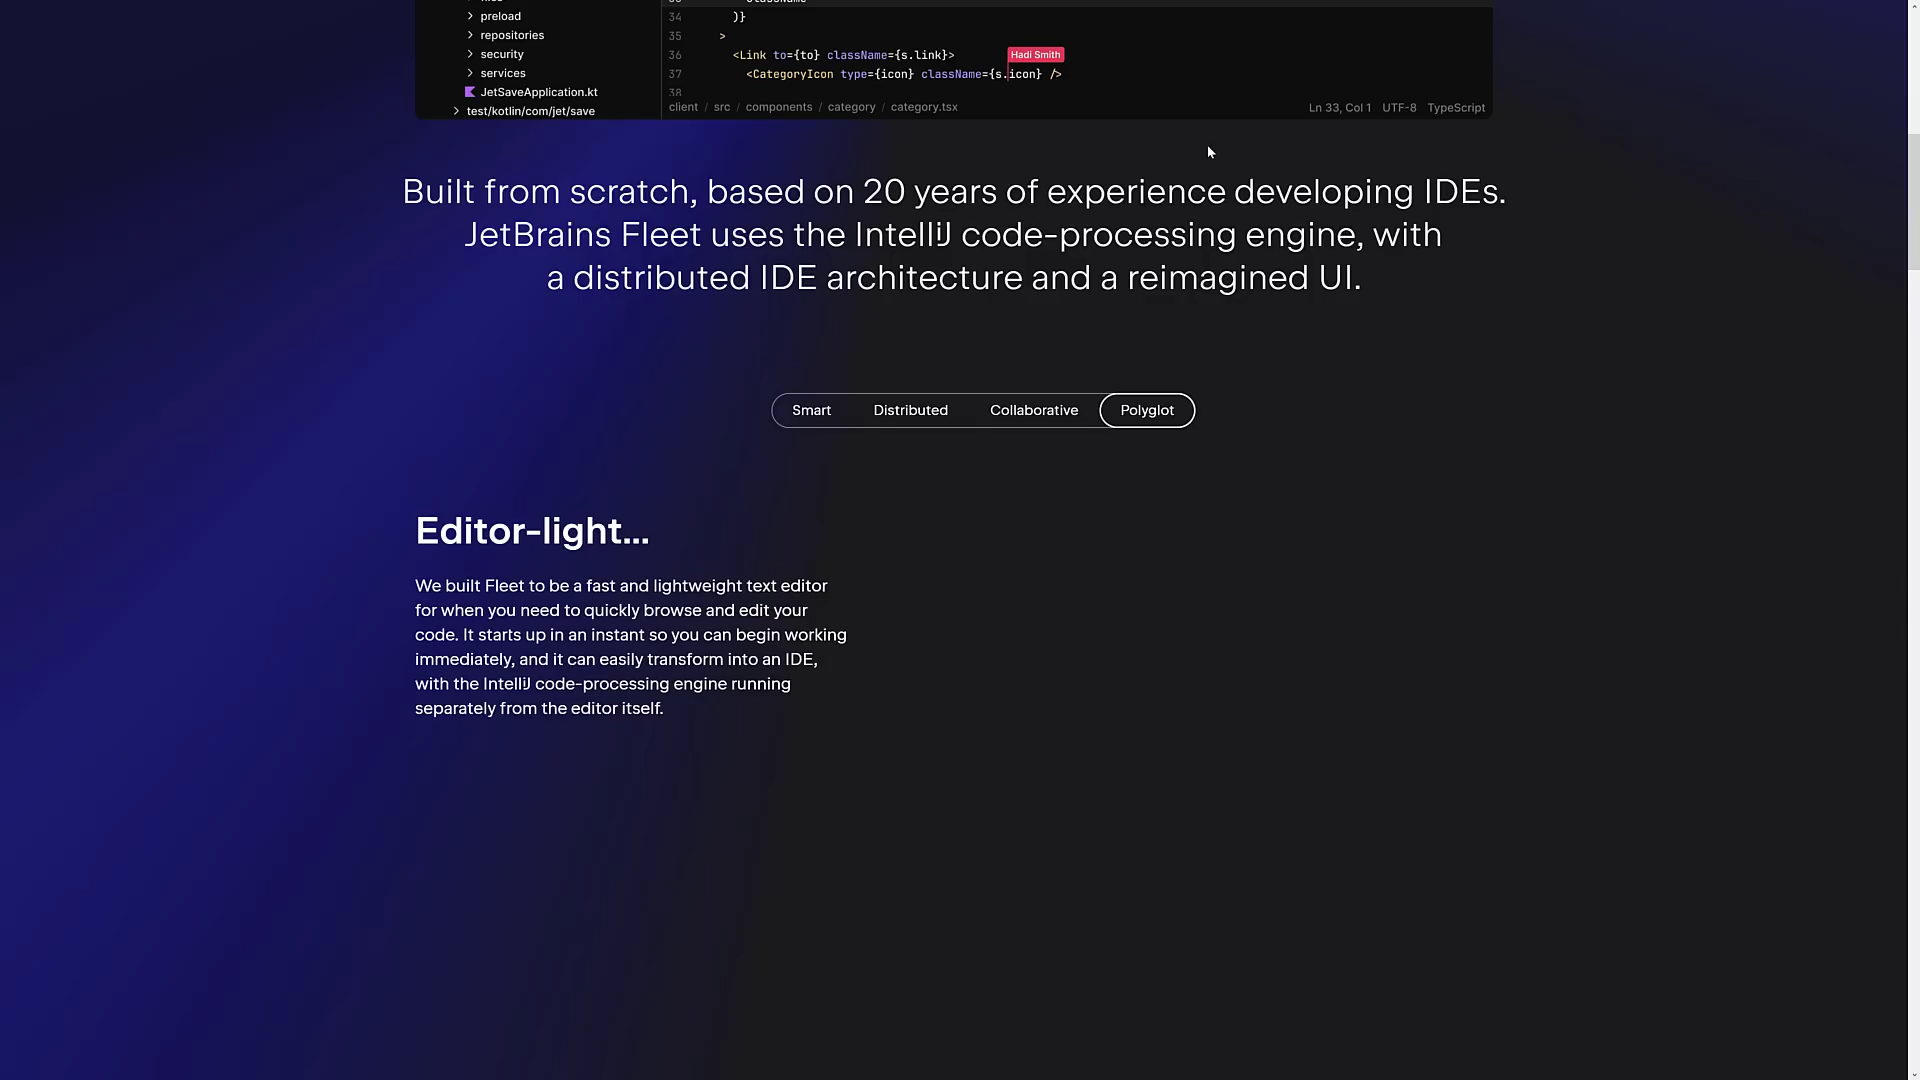 preload
repositories
security
services
JetSaveApplication.kt
test/kotlin/com/jet/save
34 )}
35 >
36 <Link to={to} className={s.link}>
Hadi Smith
37 <CategoryIcon type={icon} className={s.icon} />
38
client / src / components / category / category.tsx
Ln 33, Col 1 UTF-8 TypeScript
Built from scratch, based on 20 years of experience developing IDEs.
JetBrains Fleet uses the IntelliJ code-processing engine, with
a distributed IDE architecture and a reimagined UI.
Smart Distributed Collaborative Polyglot
Editor-light...
We built Fleet to be a fast and lightweight text editor
for when you need to quickly browse and edit your
code. It starts up in an instant so you can begin working
immediately, and it can easily transform into an IDE,
with the IntelliJ code-processing engine running
separately from the editor itself.